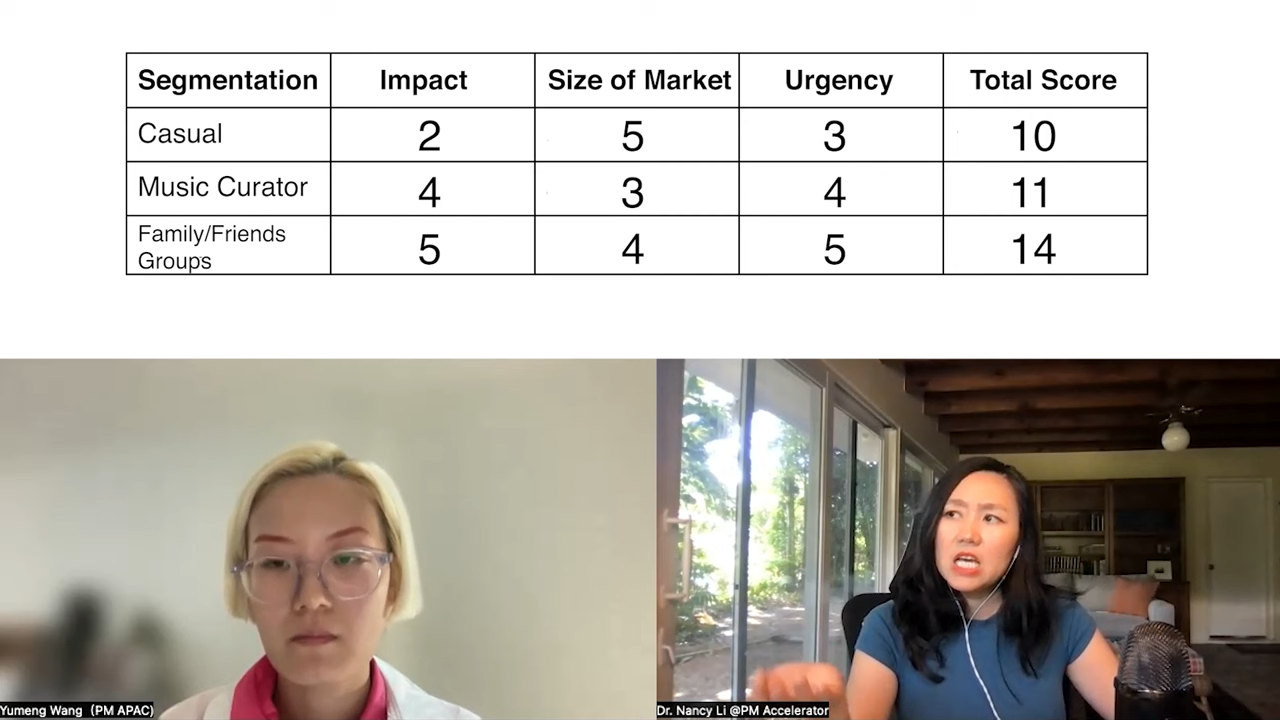 Segmentation Impact Size of Market Urgency Total Score
Casual 2 5 3 10
Music Curator 4 3 4 11
Family/Friends
Groups 5 4 5 14
Yumeng Wang（PM APAC)
Dr. Nancy Li @PM Accelerator